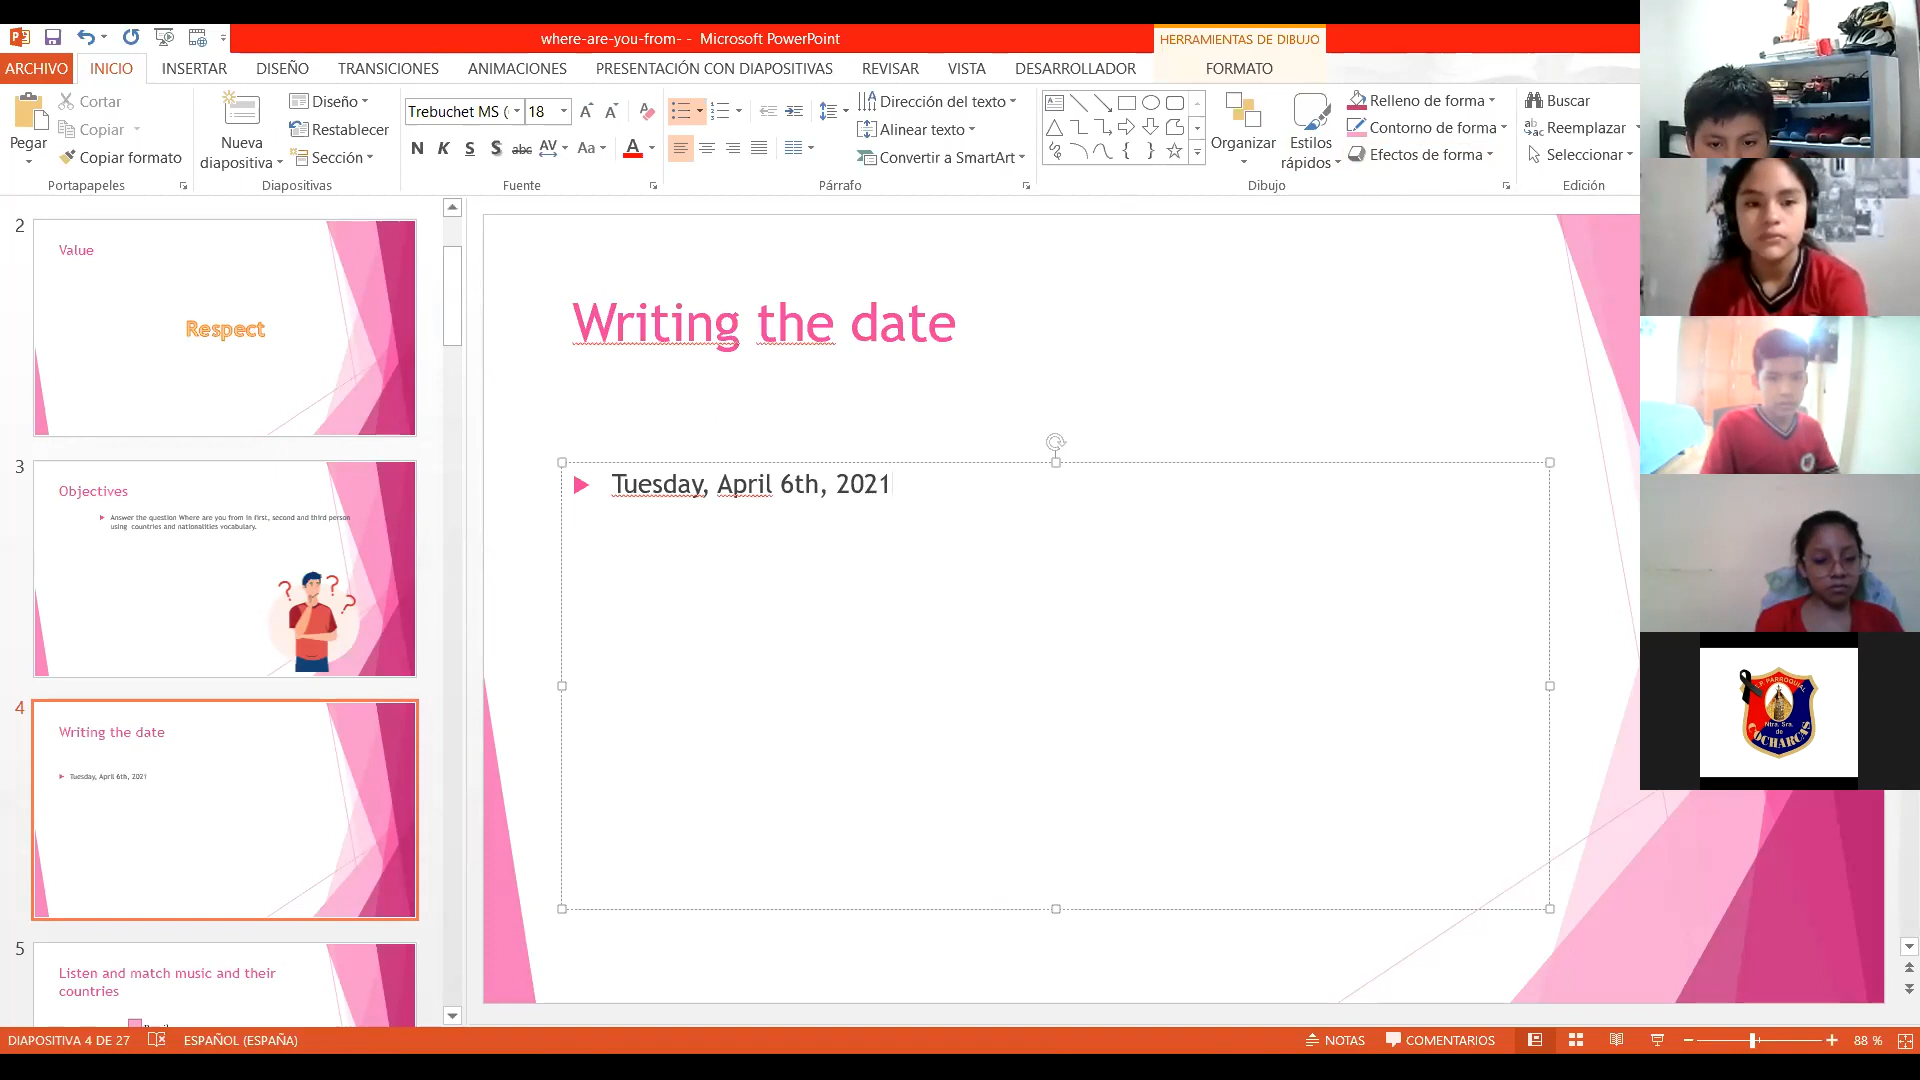 where-are-you-from- - Microsoft PowerPoint
HERRAMIENTAS DE DIBUJO
ARCHIVO
INICIO
INSERTAR
DISEÑO
TRANSICIONES
ANIMACIONES
PRESENTACIÓN CON DIAPOSITIVAS
REVISAR
VISTA
DESARROLLADOR
FORMATO
Pegar
Cortar
Copiar
Copiar formato
Portapapeles
Nueva
diapositiva
Diseño
Restablecer
Sección
Diapositivas
Trebuchet MS (
18
N K S S abc AV Aa A
Fuente
Dirección del texto
Alinear texto
Convertir a SmartArt
Párrafo
Organizar
Estilos
rápidos
Relleno de forma
Contorno de forma
Efectos de forma
Dibujo
Buscar
Reemplazar
Seleccionar
Edición
2
Value
Respect
3
Objectives
Answer the question Where are you from in first, second and third person
using countries and nationalities vocabulary.
4
Writing the date
Tuesday, April 6th, 2021
5
Listen and match music and their
countries
Writing the date
Tuesday, April 6th, 2021
PARROQUIAL
Ntra. Sra.
de
COCHARCAS
DIAPOSITIVA 4 DE 27
ESPAÑOL (ESPAÑA)
NOTAS
COMENTARIOS
88 %